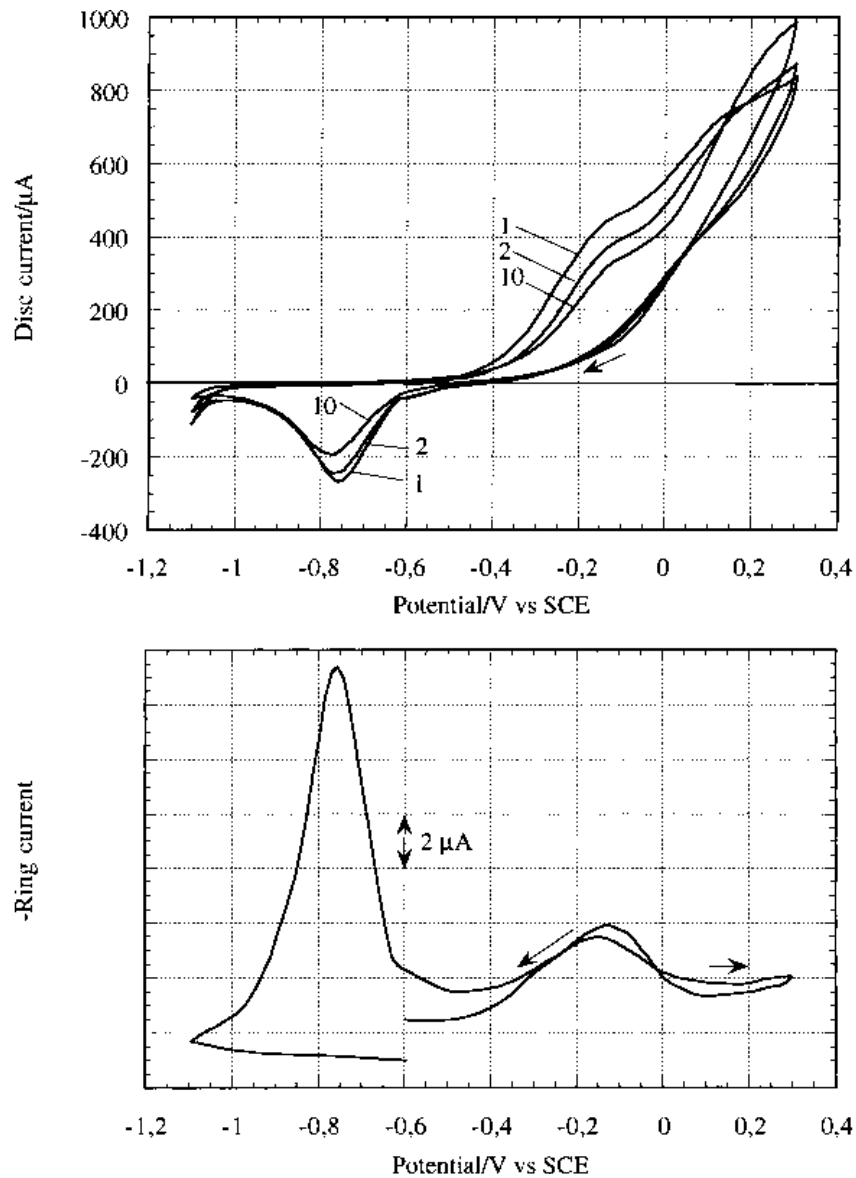 1000
800
600
400
200
0
-200
-400
Disc current/µA
1
2
10
10
2
1
-1,2 -1 -0,8 -0,6 -0,4 -0,2 0 0,2 0,4
Potential/V vs SCE
-Ring current
2 µA
-1,2 -1 -0,8 -0,6 -0,4 -0,2 0 0,2 0,4
Potential/V vs SCE